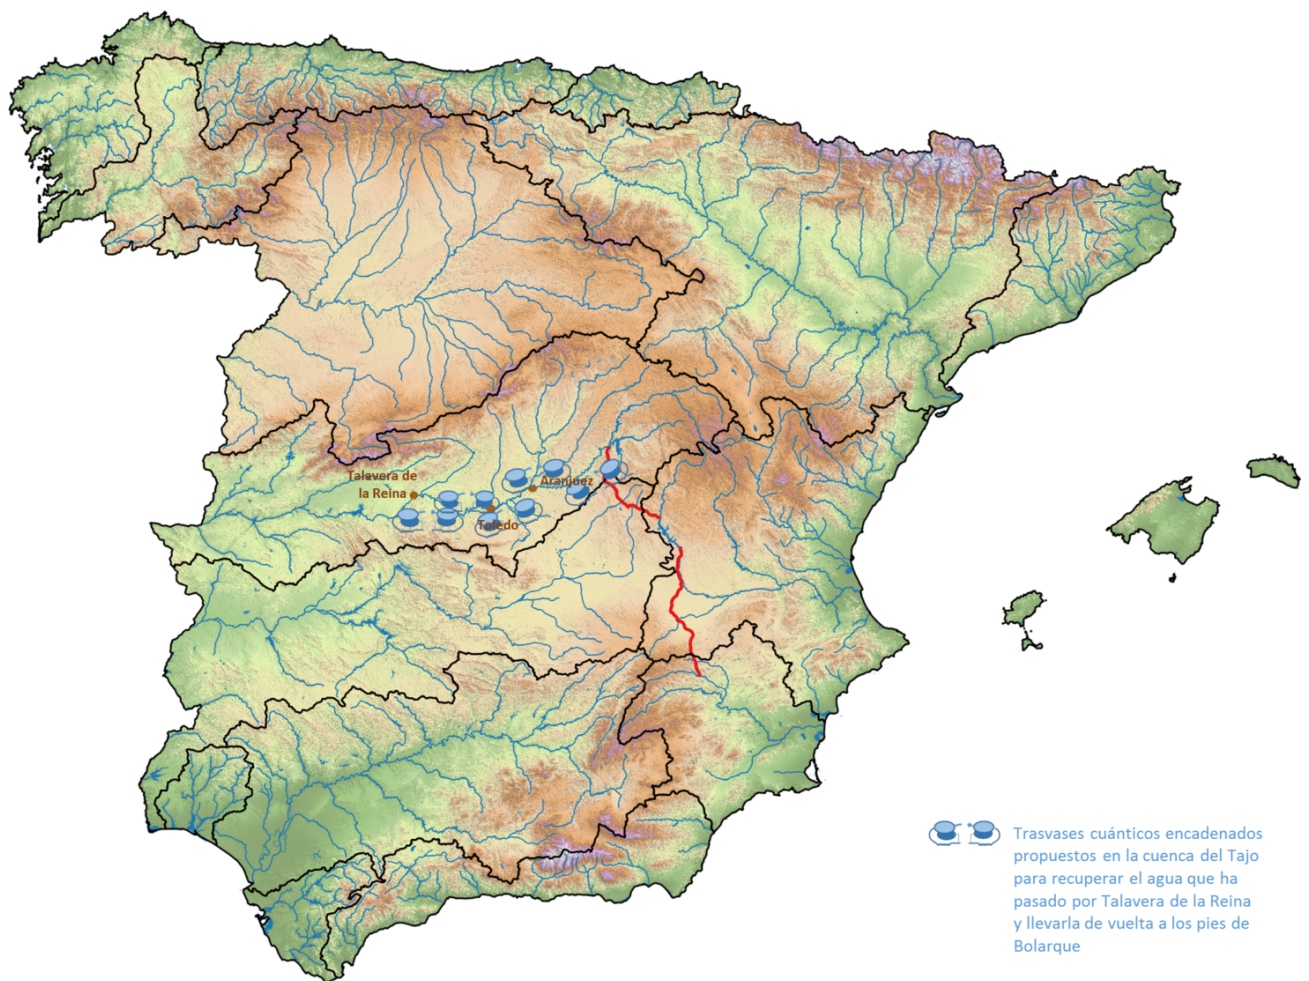 Talavera de
la Reina
Aranjuez
Toledo
Trasvases cuánticos encadenados
propuestos en la cuenca del Tajo
para recuperar el agua que ha
pasado por Talavera de la Reina
y llevarla de vuelta a los pies de
Bolarque